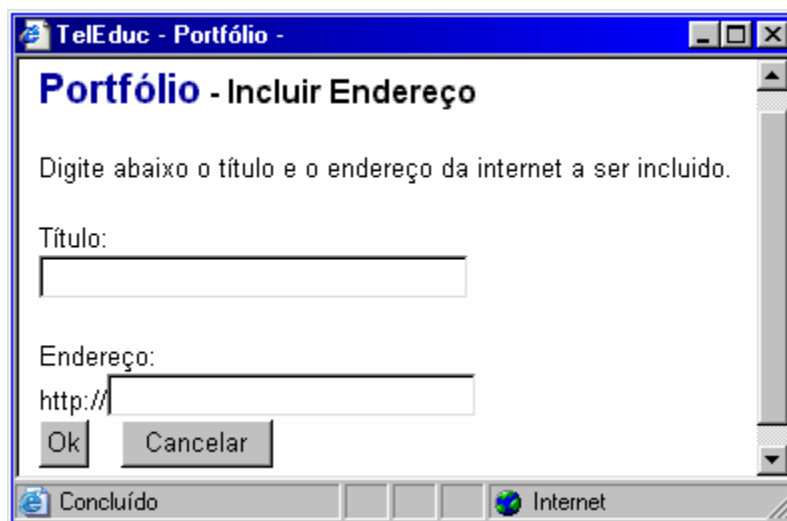 TelEduc - Portfólio -
Portfólio - Incluir Endereço
Digite abaixo o título e o endereço da internet a ser incluido.
Título:
Endereço:
http://
Ok Cancelar
Concluído Internet